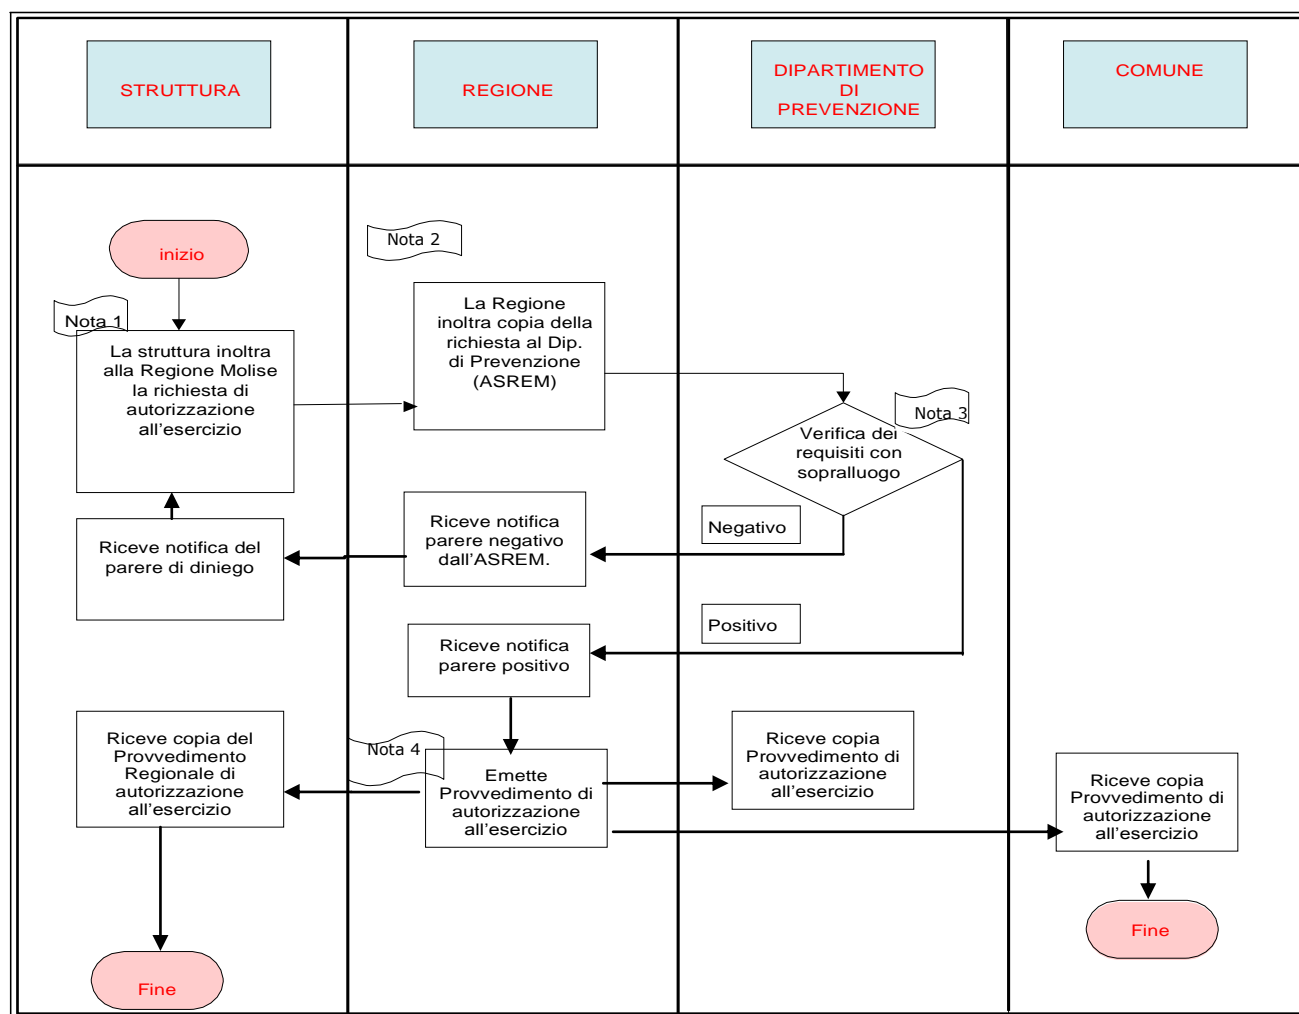 STRUTTURA
REGIONE
DIPARTIMENTO
DI
PREVENZIONE
COMUNE
inizio
Nota 2
Nota 1
La struttura inoltra
alla Regione Molise
la richiesta di
autorizzazione
all'esercizio
La Regione
inoltra copia della
richiesta al Dip.
di Prevenzione
(ASREM)
Nota 3
Verifica dei
requisiti con
sopralluogo
Negativo
Riceve notifica
parere negativo
dall'ASREM.
Riceve notifica del
parere di diniego
Positivo
Riceve notifica
parere positivo
Riceve copia del
Provvedimento
Regionale di
autorizzazione
all'esercizio
Nota 4
Emette
Provvedimento di
autorizzazione
all'esercizio
Riceve copia
Provvedimento di
autorizzazione
all'esercizio
Riceve copia
Provvedimento di
autorizzazione
all'esercizio
Fine
Fine